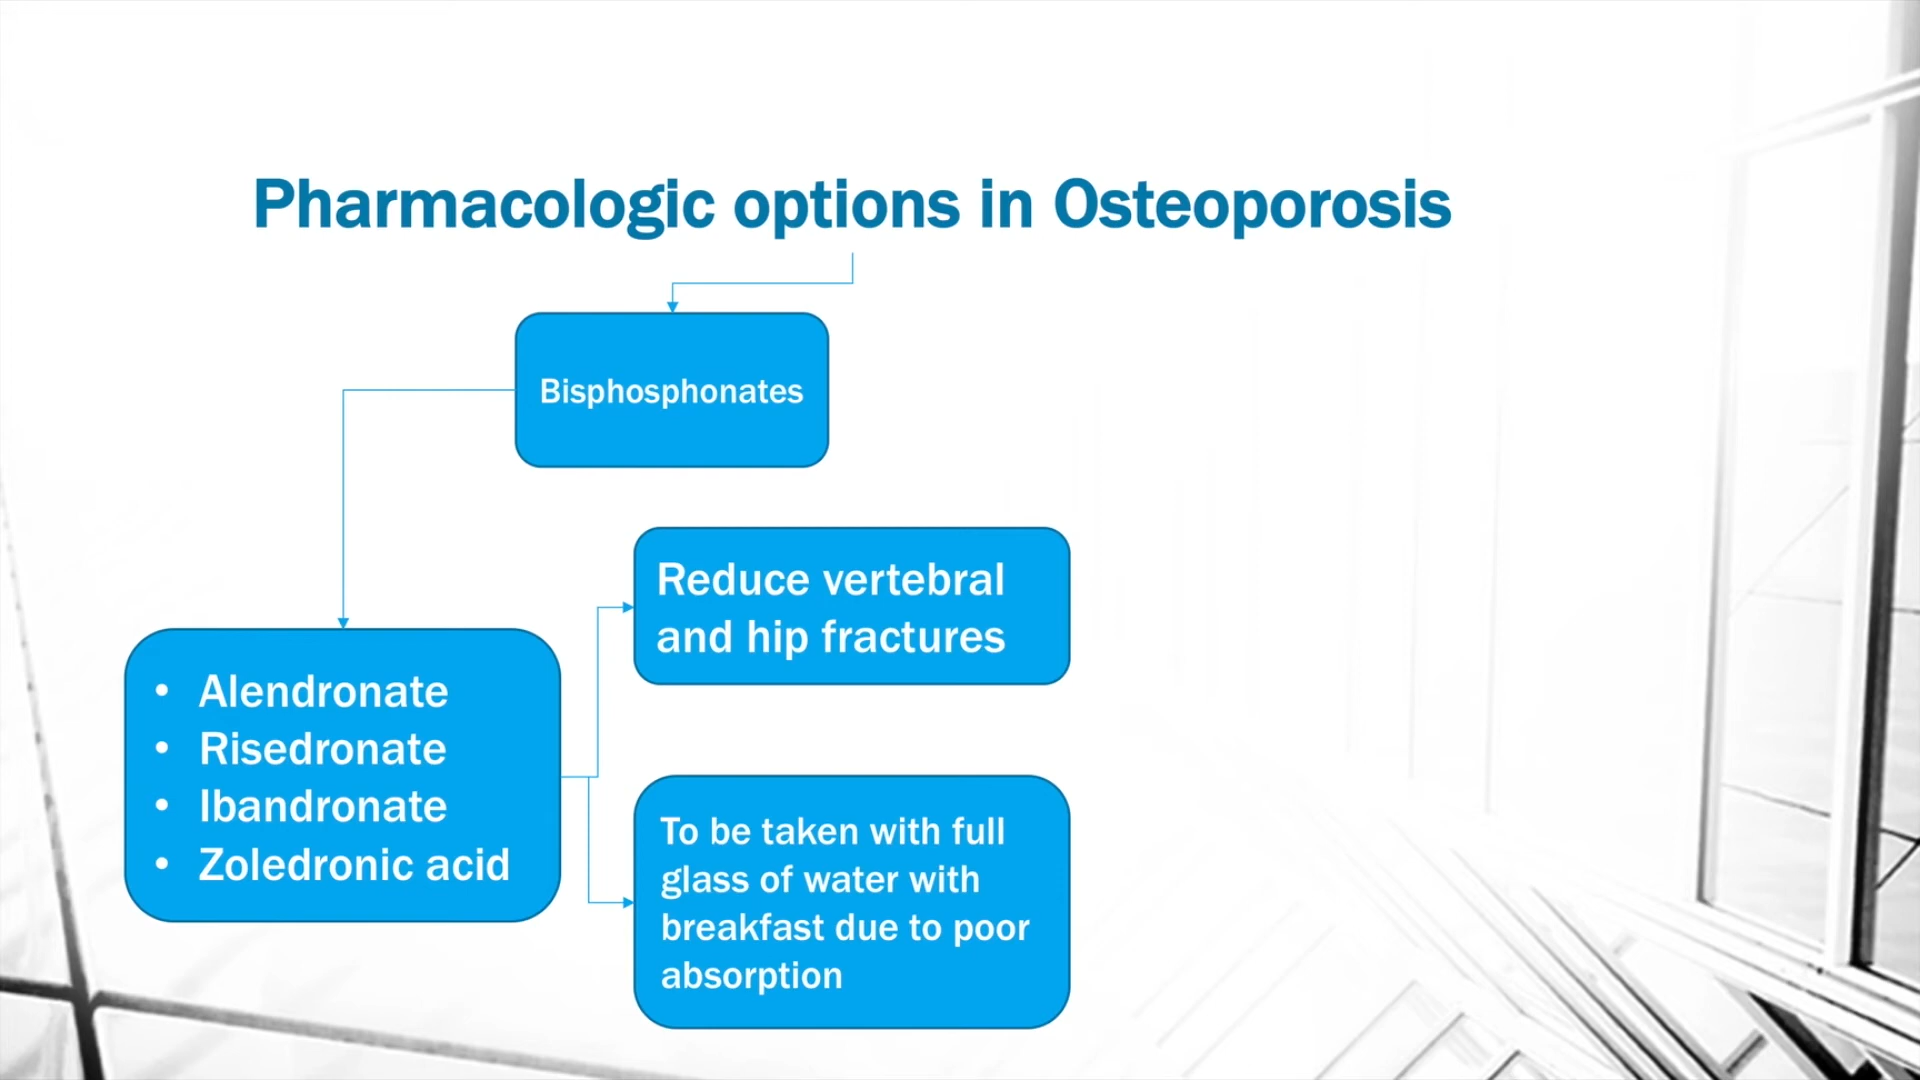 Pharmacologic options in Osteoporosis
Bisphosphonates
• Alendronate
• Risedronate
• Ibandronate
• Zoledronic acid
Reduce vertebral
and hip fractures
To be taken with full
glass of water with
breakfast due to poor
absorption